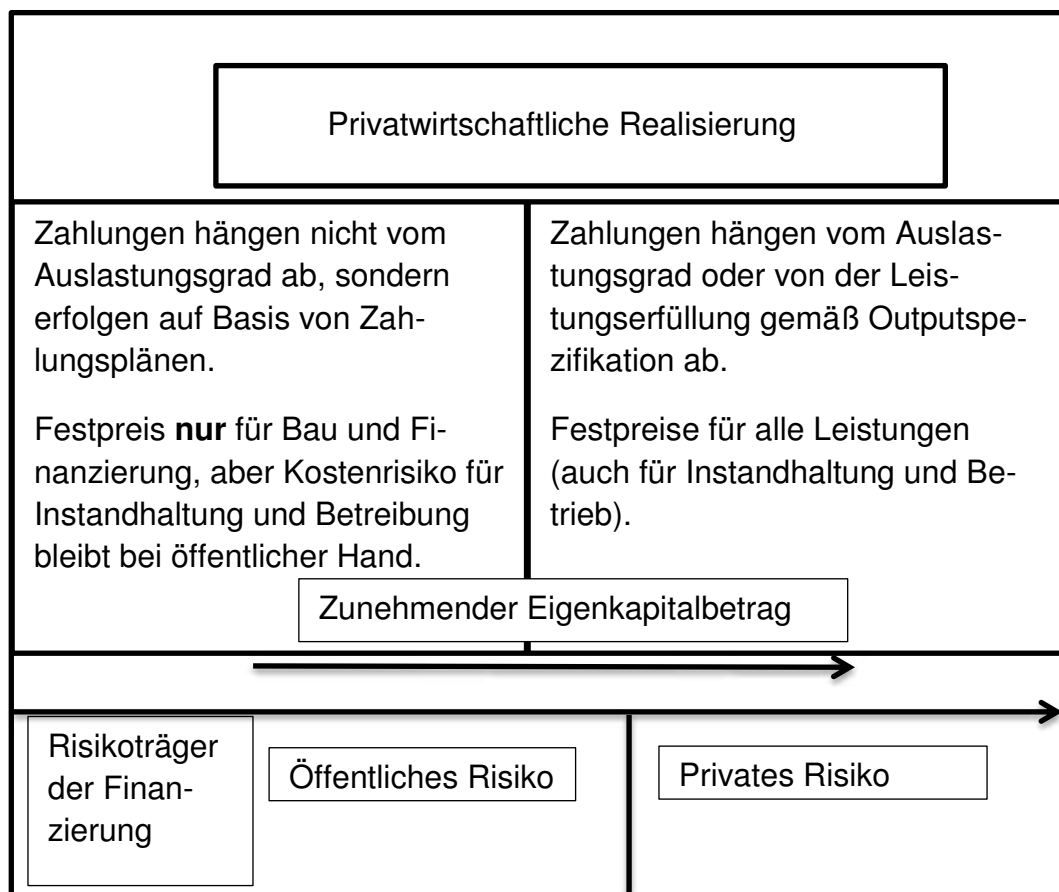 Privatwirtschaftliche Realisierung
Zahlungen hängen nicht vom
Auslastungsgrad ab, sondern
erfolgen auf Basis von Zah-
lungsplänen.
Festpreis nur für Bau und Fi-
nanzierung, aber Kostenrisiko für
Instandhaltung und Betreibung
bleibt bei öffentlicher Hand.
Zahlungen hängen vom Auslas-
tungsgrad oder von der Leis-
tungserfüllung gemäß Outputspe-
zifikation ab.
Festpreise für alle Leistungen
(auch für Instandhaltung und Be-
trieb).
Zunehmender Eigenkapitalbetrag
Risikoträger
der Finan-
zierung
Öffentliches Risiko
Privates Risiko